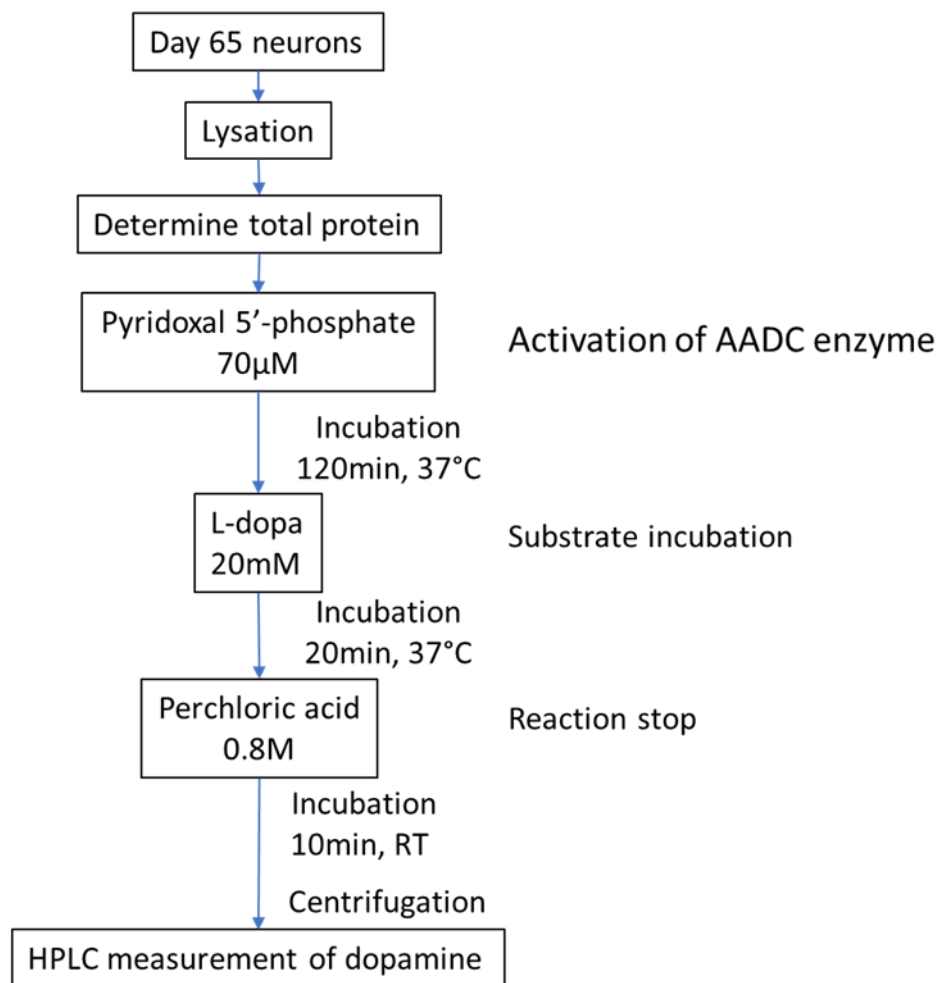 Day 65 neurons
Lysation
Determine total protein
Pyridoxal 5’-phosphate
70µM
Activation of AADC enzyme
Incubation
120min, 37°C
L-dopa
20mM
Substrate incubation
Incubation
20min, 37°C
Perchloric acid
0.8M
Reaction stop
Incubation
10min, RT
Centrifugation
HPLC measurement of dopamine